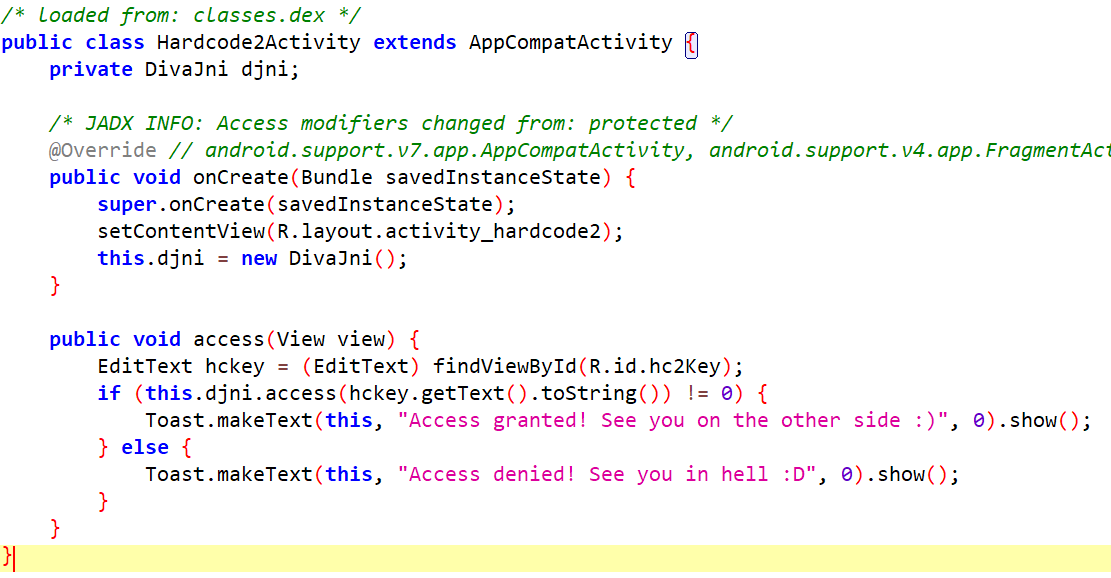 /* loaded from: classes.dex */
public class Hardcode2Activity extends AppCompatActivity {
    private DivaJni djni;

    /* JADX INFO: Access modifiers changed from: protected */
    @Override // android.support.v7.app.AppCompatActivity, android.support.v4.app.FragmentAct
    public void onCreate(Bundle savedInstanceState) {
        super.onCreate(savedInstanceState);
        setContentView(R.layout.activity_hardcode2);
        this.djni = new DivaJni();
    }

    public void access(View view) {
        EditText hckey = (EditText) findViewById(R.id.hc2Key);
        if (this.djni.access(hckey.getText().toString()) != 0) {
            Toast.makeText(this, "Access granted! See you on the other side :)", 0).show();
        } else {
            Toast.makeText(this, "Access denied! See you in hell :D", 0).show();
        }
    }
}